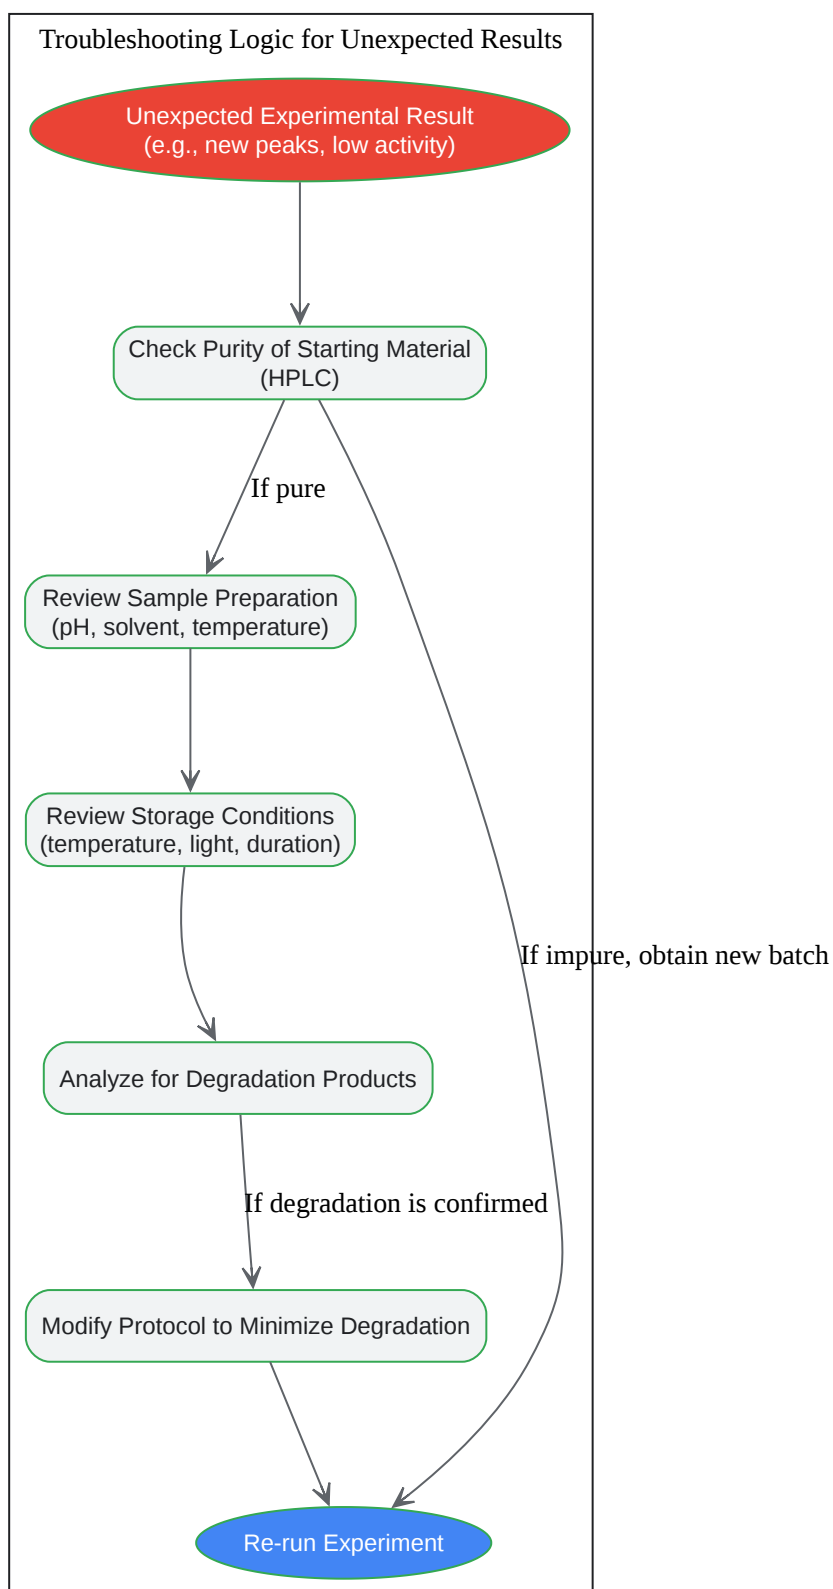 Troubleshooting Logic for Unexpected Results
Unexpected Experimental Result
(e.g., new peaks, low activity)
Check Purity of Starting Material
(HPLC)
If pure
Review Sample Preparation
(pH, solvent, temperature)
Review Storage Conditions
(temperature, light, duration)
If impure, obtain new batch
Analyze for Degradation Products
If degradation is confirmed
Modify Protocol to Minimize Degradation
Re-run Experiment